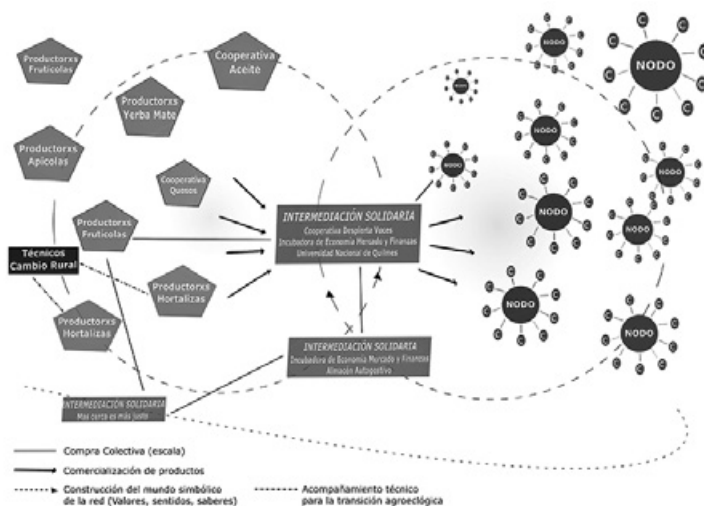 Productorxs
Frutícolas
Cooperativa
Aceite
Productorxs
Yerba Mate
Productorxs
Apícolas
Cooperativa
Quesos
Productorxs
Frutícolas
Técnicos
Cambio Rural
Productorxs
Hortalizas
Productorxs
Hortalizas
INTERMEDIACIÓN SOLIDARIA
Cooperativa Despierta Voces
Incubadora de Economía Mercado y Finanzas
Universidad Nacional de Quilmes
INTERMEDIACIÓN SOLIDARIA
Incubadora de Economía Mercado y Finanzas
Almacén Autogestivo
INTERMEDIACIÓN SOLIDARIA
Mas cerca es más justo
NODO
C C C C C C C C
NODO
NODO
NODO
NODO
NODO
NODO
NODO
NODO
NODO
Compra Colectiva (escala)
Comercialización de productos
Construcción del mundo simbólico
de la red (Valores, sentidos, saberes)
Acompañamiento técnico
para la transición agroeclógica